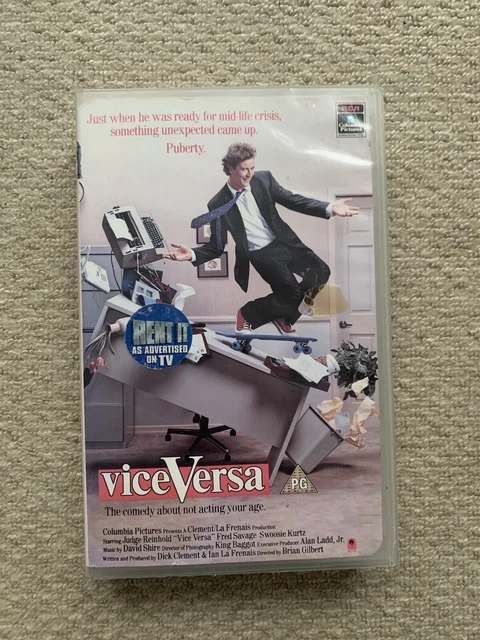 Just when he was ready for mid-life crisis,
something unexpected came up.
Puberty.
RCA
Columbia
Pictures
RENT IT
AS ADVERTISED
ON TV
vice Versa
PG
The comedy about not acting your age.
Columbia Pictures Presents A Clement/La Frenais Production
Starring Judge Reinhold "Vice Versa" Fred Savage Swoosie Kurtz
Music by David Shire Director of Photography King Baggot Executive Producer Alan Ladd, Jr.
Written and Produced by Dick Clement & Ian La Frenais Directed by Brian Gilbert